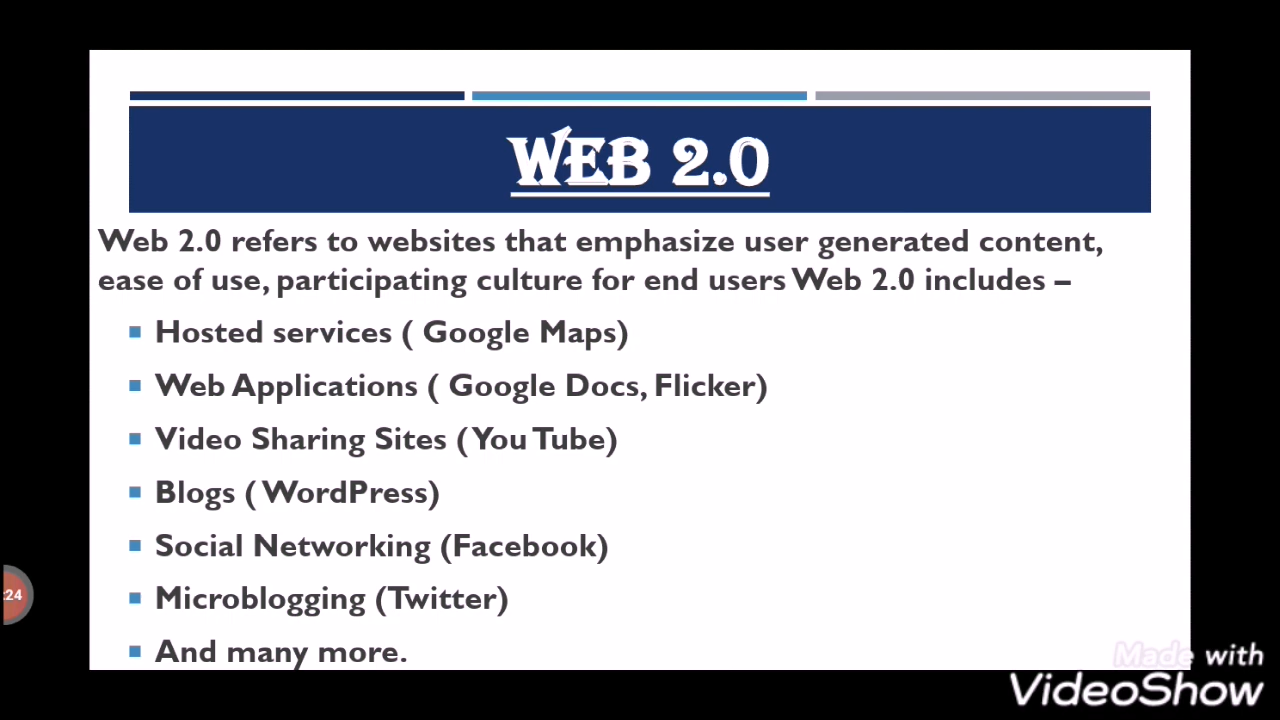 WEB 2.0
Web 2.0 refers to websites that emphasize user generated content,
ease of use, participating culture for end users Web 2.0 includes –
Hosted services ( Google Maps)
Web Applications ( Google Docs, Flicker)
Video Sharing Sites (You Tube)
Blogs ( WordPress)
Social Networking (Facebook)
Microblogging (Twitter)
And many more.
:24
Made with
VideoShow